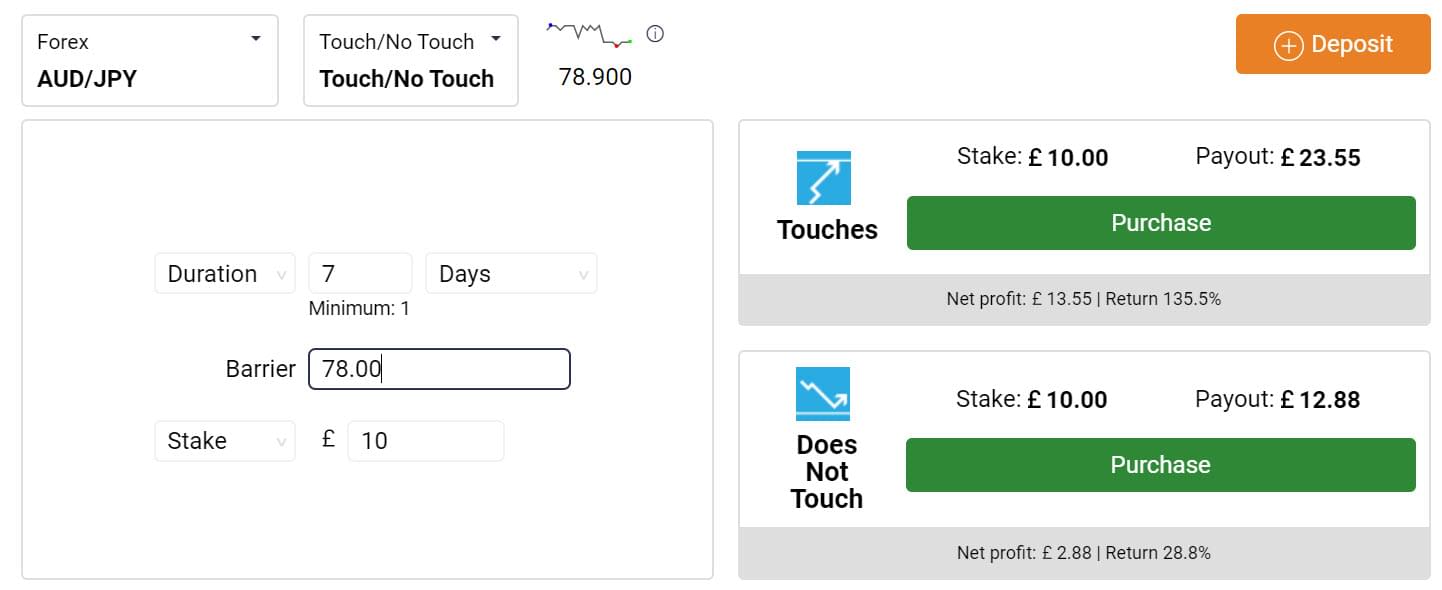 Forex
AUD/JPY
Touch/No Touch
Touch/No Touch
78.900
Deposit
Duration 7 Days
Minimum: 1
Barrier 78.00
Stake £ 10
Touches
Stake: £ 10.00 Payout: £ 23.55
Purchase
Net profit: £ 13.55 | Return 135.5%
Does
Not
Touch
Stake: £ 10.00 Payout: £ 12.88
Purchase
Net profit: £ 2.88 | Return 28.8%